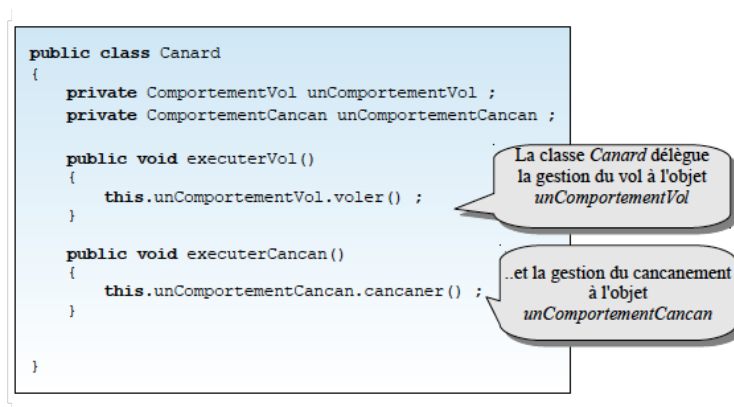 public class Canard
{
private ComportementVol unComportementVol ;
private ComportementCancan unComportementCancan ;
public void executerVol()
{
this.unComportementVol.voler() ;
}
La classe Canard délègue
la gestion du vol à l'objet
unComportementVol
public void executerCancan()
{
this.unComportementCancan.cancaner() ;
}
..et la gestion du cancanement
à l'objet
unComportementCancan
}